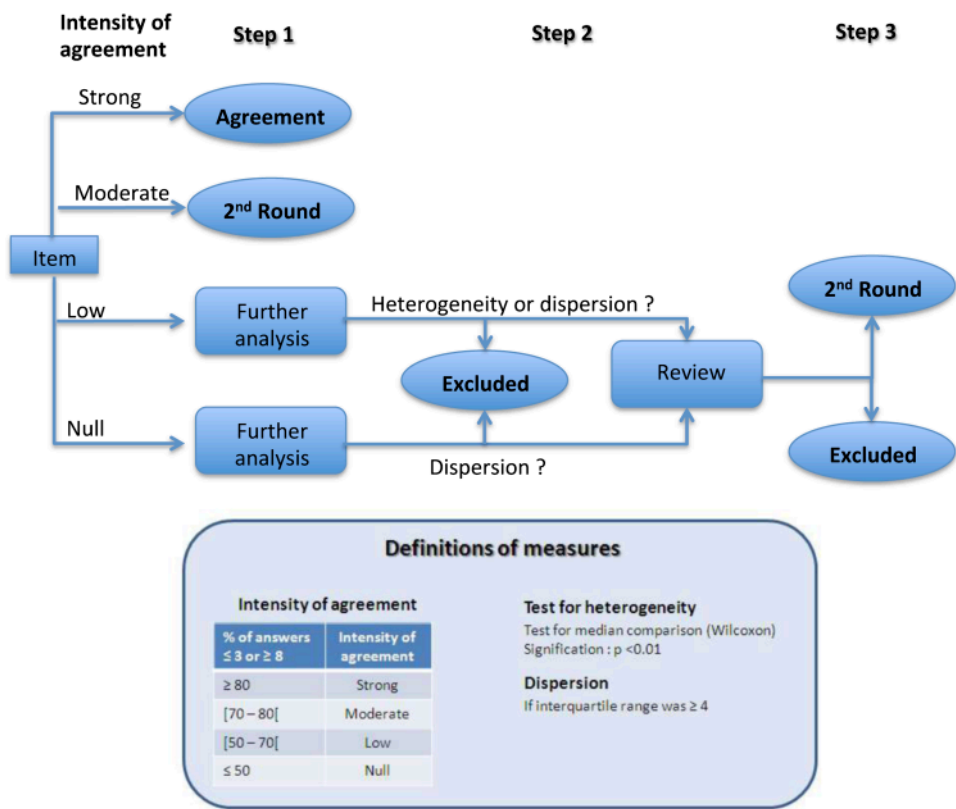 Intensity of agreement
Step 1
Step 2
Step 3
Strong
Agreement
Moderate
2nd Round
Item
Low
Further analysis
Heterogeneity or dispersion ?
2nd Round
Excluded
Review
Null
Further analysis
Dispersion ?
Excluded
Definitions of measures
Intensity of agreement
% of answers ≤ 3 or ≥ 8
Intensity of agreement
≥ 80
Strong
[70 – 80[
Moderate
[50 – 70[
Low
≤ 50
Null
Test for heterogeneity
Test for median comparison (Wilcoxon)
Signification : p <0.01
Dispersion
If interquartile range was ≥ 4